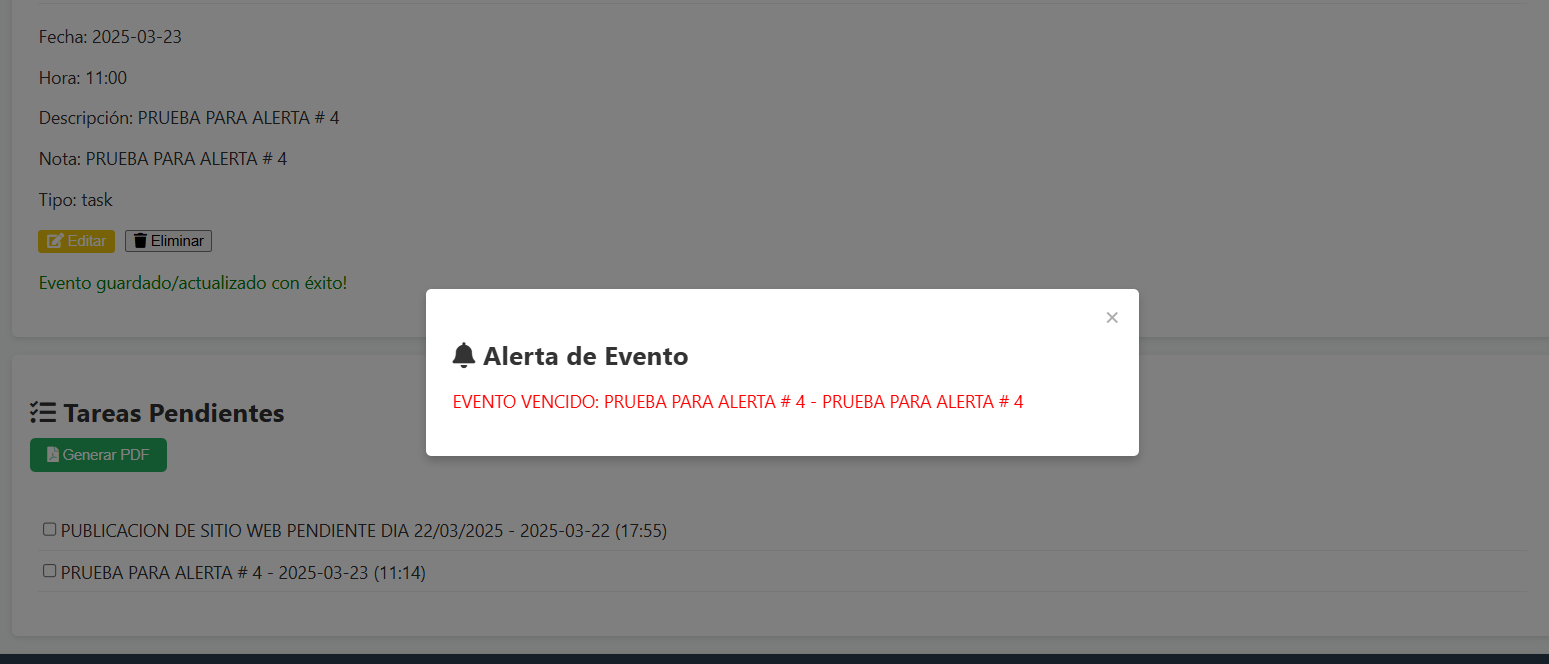 Fecha: 2025-03-23
Hora: 11:00
Descripción: PRUEBA PARA ALERTA # 4
Nota: PRUEBA PARA ALERTA # 4
Tipo: task
Editar Eliminar
Evento guardado/actualizado con éxito!
×
Alerta de Evento
EVENTO VENCIDO: PRUEBA PARA ALERTA # 4 - PRUEBA PARA ALERTA # 4
Tareas Pendientes
Generar PDF
PUBLICACION DE SITIO WEB PENDIENTE DIA 22/03/2025 - 2025-03-22 (17:55)
PRUEBA PARA ALERTA # 4 - 2025-03-23 (11:14)